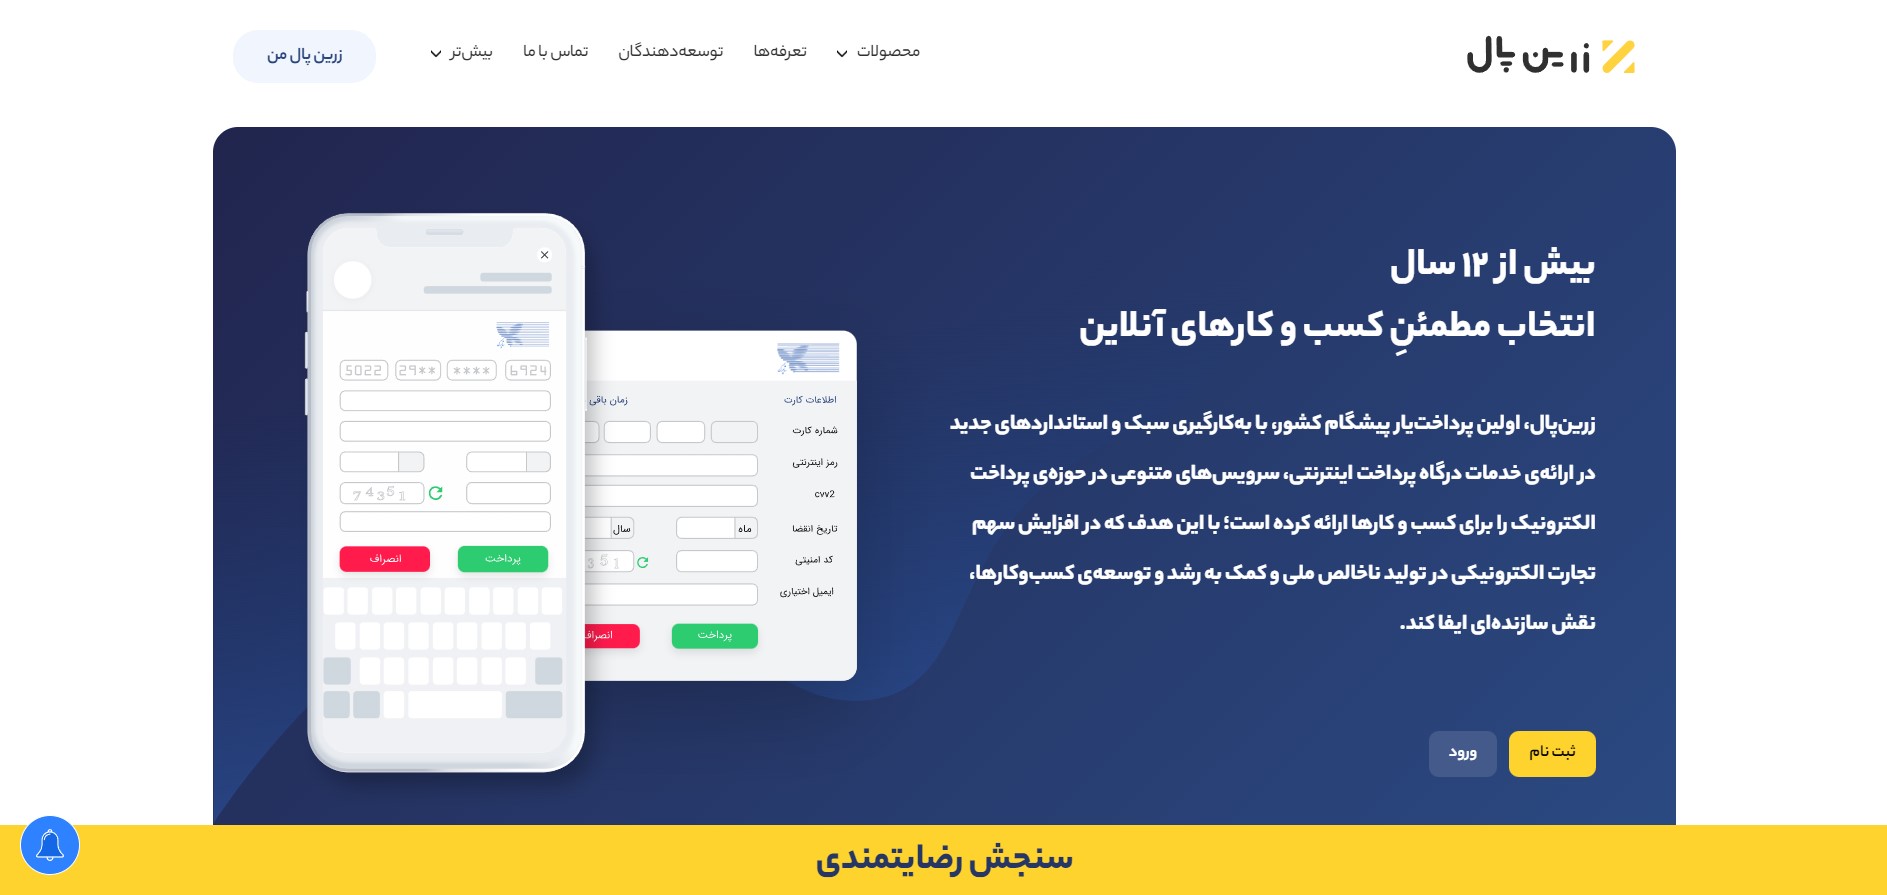 زرین پال
محصولات
تعرفه‌ها
توسعه‌دهندگان
تماس با ما
بیش‌تر
زرین پال من
بیش از ۱۲ سال
انتخاب مطمئنِ کسب و کارهای آنلاین
زرین‌پال، اولین پرداخت‌یار پیشگام کشور، با به‌کارگیری سبک و استانداردهای جدید
در ارائه‌ی خدمات درگاه پرداخت اینترنتی، سرویس‌های متنوعی در حوزه‌ی پرداخت
الکترونیک را برای کسب و کارها ارائه کرده است؛ با این هدف که در افزایش سهم
تجارت الکترونیکی در تولید ناخالص ملی و کمک به رشد و توسعه‌ی کسب‌وکارها،
نقش سازنده‌ای ایفا کند.
ثبت نام
ورود
اطلاعات کارت
زمان باقی
شماره کارت
رمز اینترنتی
cvv2
تاریخ انقضا
ماه
سال
کد امنیتی
351
ایمیل اختیاری
پرداخت
انصراف
5022 29** **** 6924
74351
پرداخت
انصراف
سنجش رضایتمندی